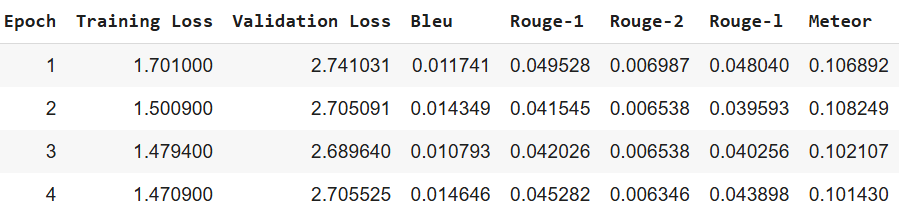 Epoch Training Loss Validation Loss Bleu Rouge-1 Rouge-2 Rouge-l Meteor
1 1.701000 2.741031 0.011741 0.049528 0.006987 0.048040 0.106892
2 1.500900 2.705091 0.014349 0.041545 0.006538 0.039593 0.108249
3 1.479400 2.689640 0.010793 0.042026 0.006538 0.040256 0.102107
4 1.470900 2.705525 0.014646 0.045282 0.006346 0.043898 0.101430